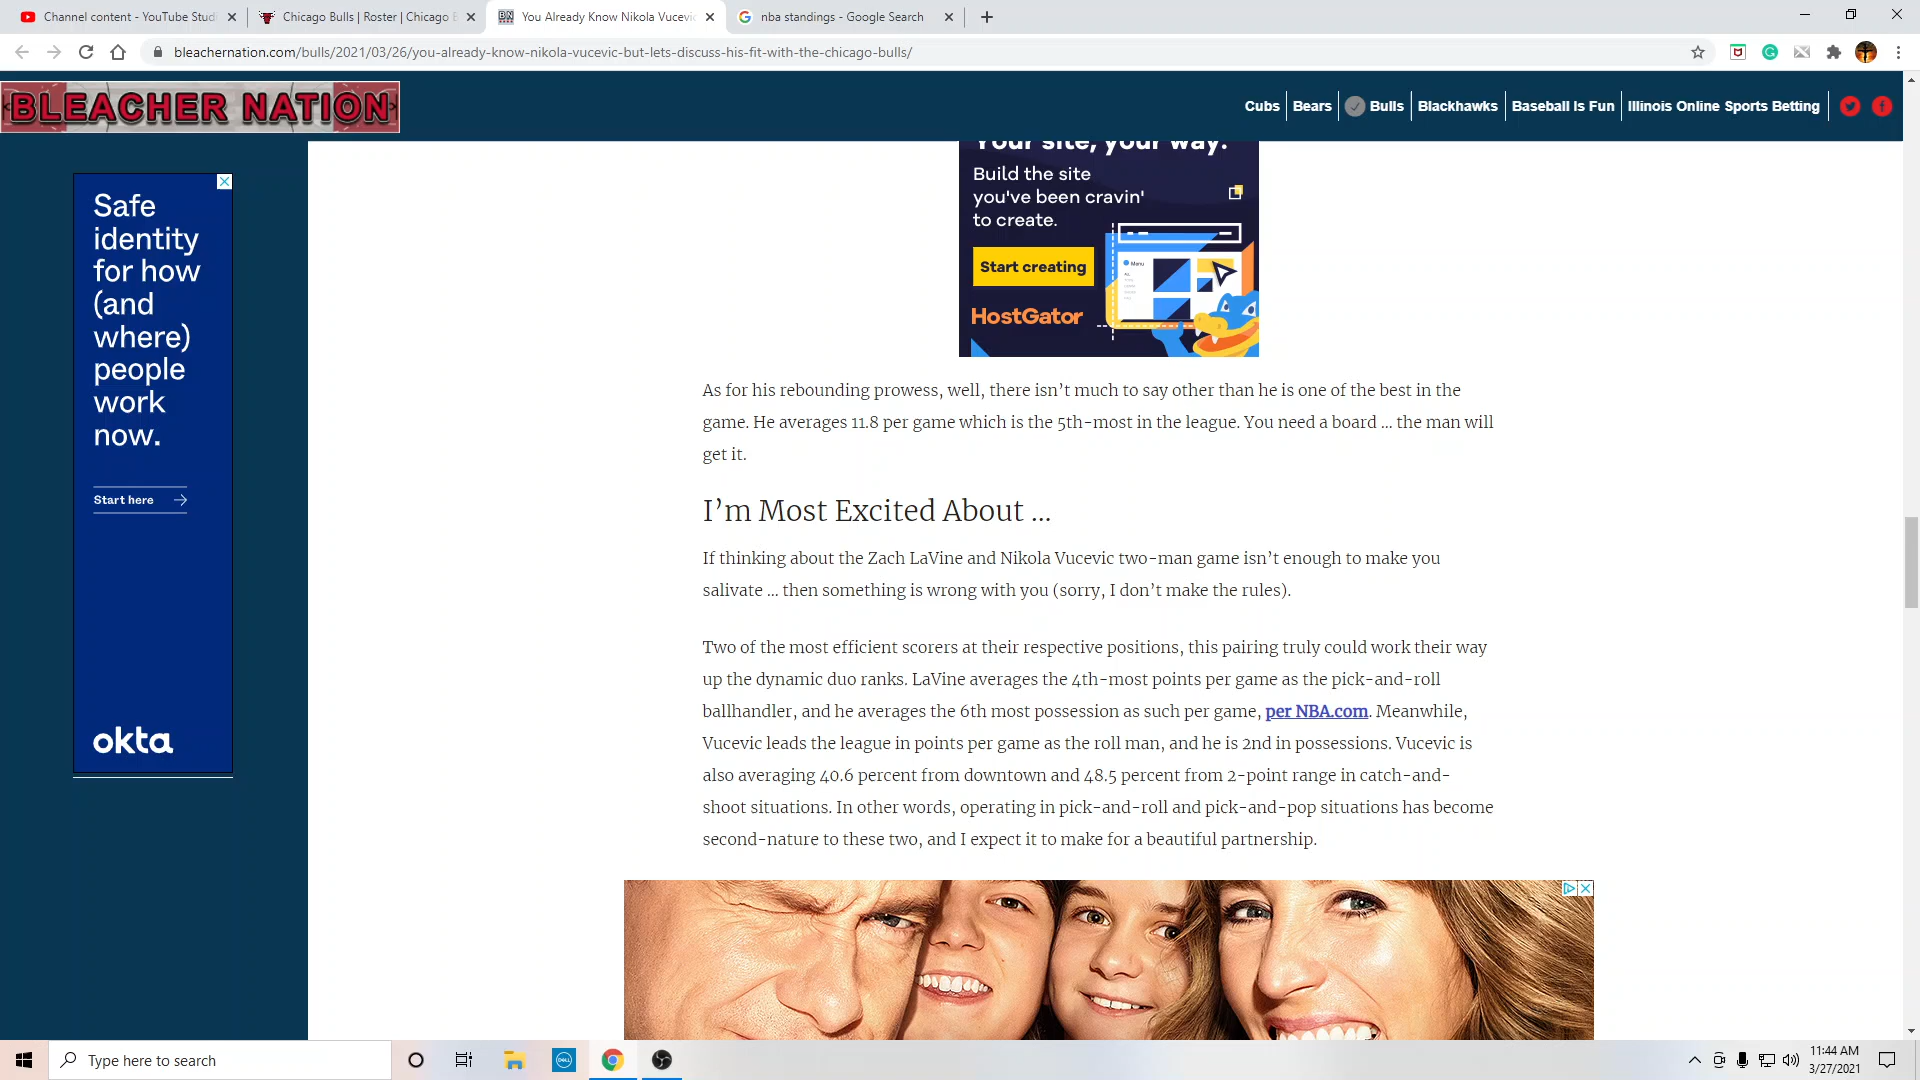 Channel content - YouTube Studi
Chicago Bulls | Roster | Chicago B
You Already Know Nikola Vucevic
nba standings - Google Search
bleachernation.com/bulls/2021/03/26/you-already-know-nikola-vucevic-but-lets-discuss-his-fit-with-the-chicago-bulls/
BLEACHER NATION
Cubs Bears Bulls Blackhawks Baseball Is Fun Illinois Online Sports Betting
Safe
identity
for how
(and
where)
people
work
now.
Start here
okta
Your site, your way.
Build the site
you've been cravin'
to create.
Start creating
Menu
HostGator
As for his rebounding prowess, well, there isn’t much to say other than he is one of the best in the
game. He averages 11.8 per game which is the 5th-most in the league. You need a board … the man will
get it.
I’m Most Excited About …
If thinking about the Zach LaVine and Nikola Vucevic two-man game isn’t enough to make you
salivate … then something is wrong with you (sorry, I don’t make the rules).
Two of the most efficient scorers at their respective positions, this pairing truly could work their way
up the dynamic duo ranks. LaVine averages the 4th-most points per game as the pick-and-roll
ballhandler, and he averages the 6th most possession as such per game, per NBA.com. Meanwhile,
Vucevic leads the league in points per game as the roll man, and he is 2nd in possessions. Vucevic is
also averaging 40.6 percent from downtown and 48.5 percent from 2-point range in catch-and-
shoot situations. In other words, operating in pick-and-roll and pick-and-pop situations has become
second-nature to these two, and I expect it to make for a beautiful partnership.
Type here to search
DELL
11:44 AM
3/27/2021